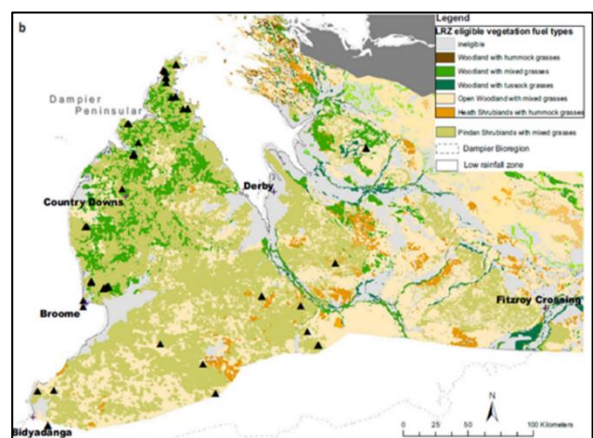 b
Legend
LRZ eligible vegetation fuel types
Ineligible
Woodland with hummock grasses
Woodland with mixed grasses
Woodland with tussock grasses
Open Woodland with mixed grasses
Heath Shrublands with hummock grasses
Pindan Shrublands with mixed grasses
Dampier Bioregion
Low rainfall zone
Dampier
Peninsular
Derby
Country Downs
Broome
Fitzroy Crossing
Bidyadanga
N
0 25 50 100 Kilometers